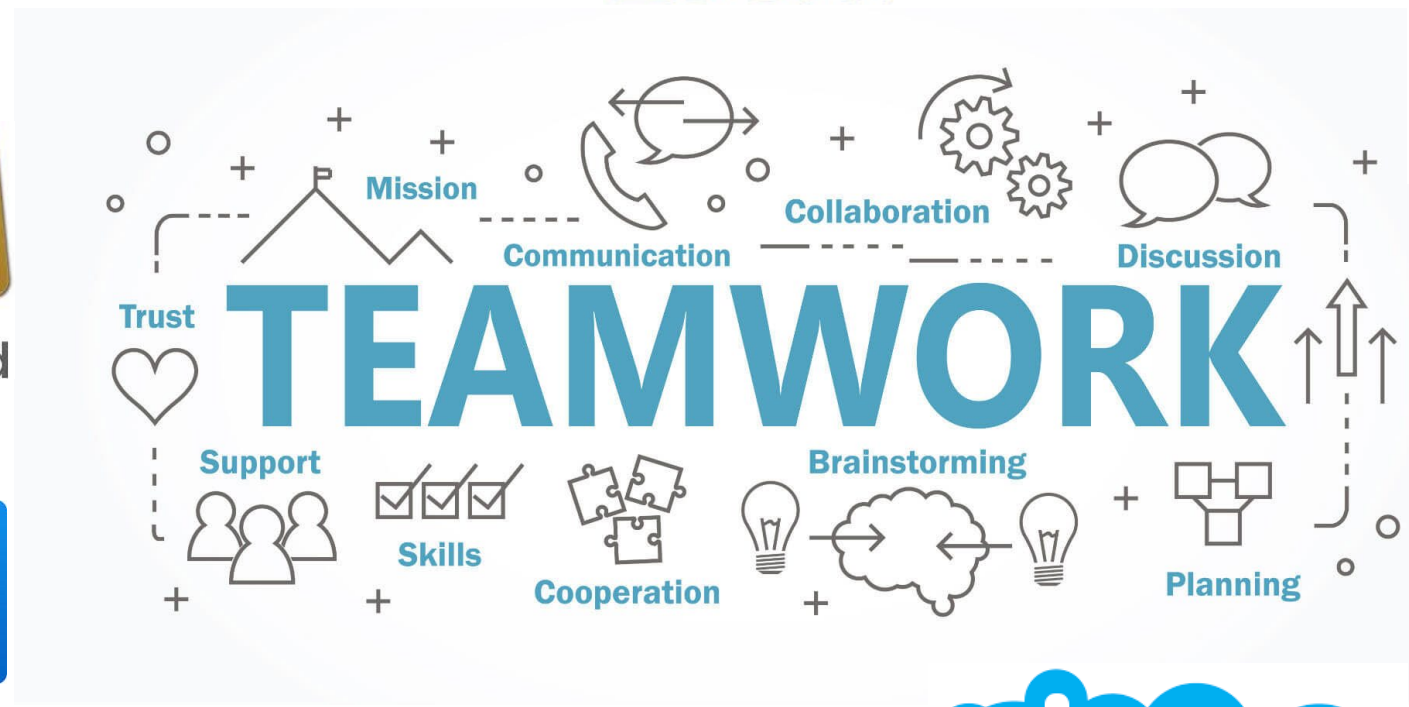 Mission
Communication
Collaboration
Discussion
Trust
TEAMWORK
Support
Skills
Cooperation
Brainstorming
Planning